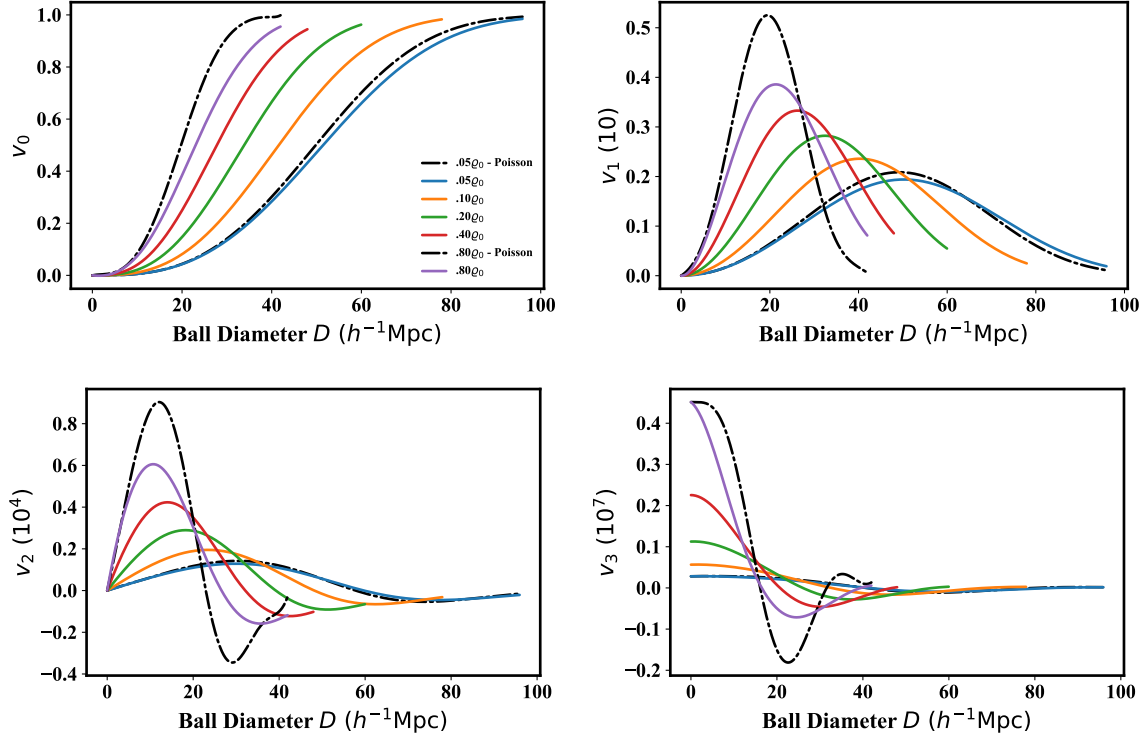 1.0
0.8
0.6
0.4
0.2
0.0
v₀
.05ϱ₀ - Poisson
.05ϱ₀
.10ϱ₀
.20ϱ₀
.40ϱ₀
.80ϱ₀ - Poisson
.80ϱ₀
0 20 40 60 80 100
Ball Diameter D (h⁻¹Mpc)
0.5
0.4
0.3
0.2
0.1
0.0
v₁ (10)
0 20 40 60 80 100
Ball Diameter D (h⁻¹Mpc)
0.8
0.6
0.4
0.2
0.0
−0.2
−0.4
v₂ (10⁴)
0 20 40 60 80 100
Ball Diameter D (h⁻¹Mpc)
0.4
0.3
0.2
0.1
0.0
−0.1
−0.2
v₃ (10⁷)
0 20 40 60 80 100
Ball Diameter D (h⁻¹Mpc)